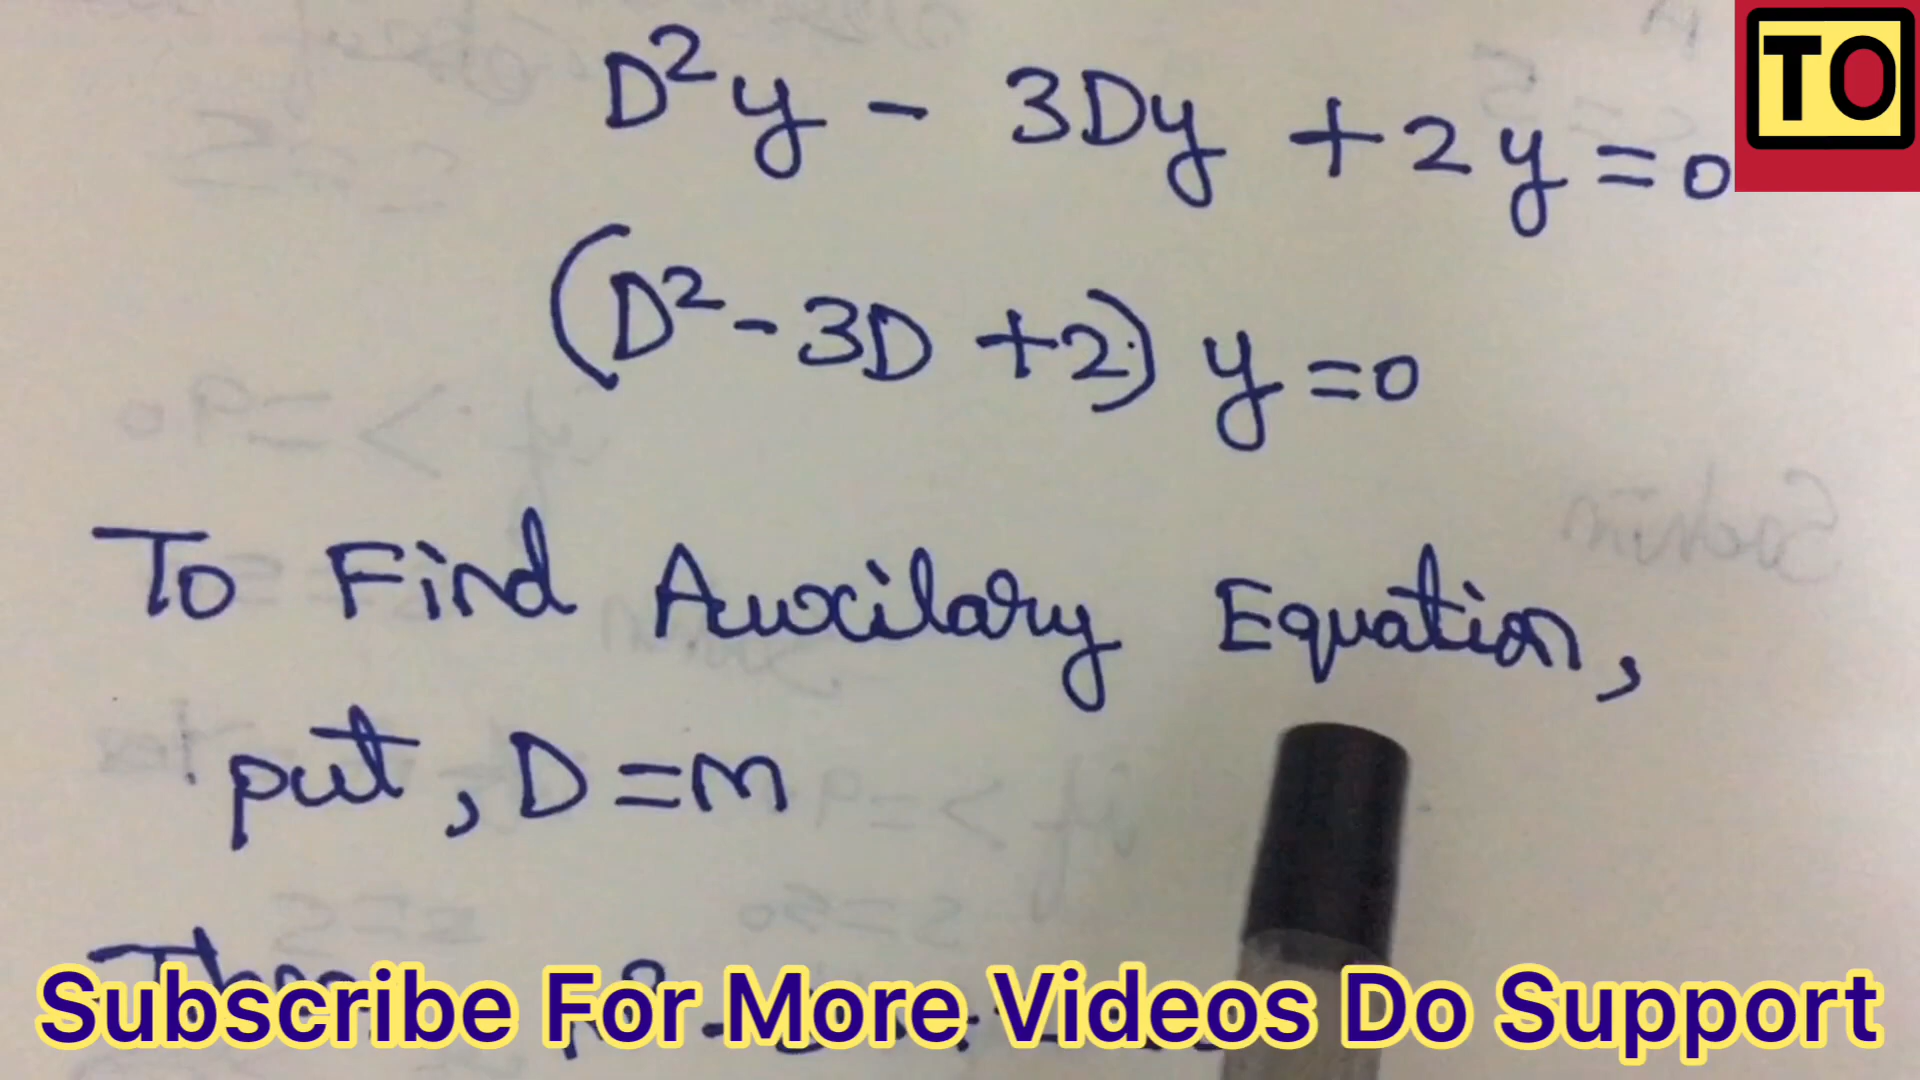 D²y - 3Dy + 2y = 0
TO
(D² - 3D + 2) y = 0
To Find Auxilary Equation,
put, D = m
Subscribe For More Videos Do Support